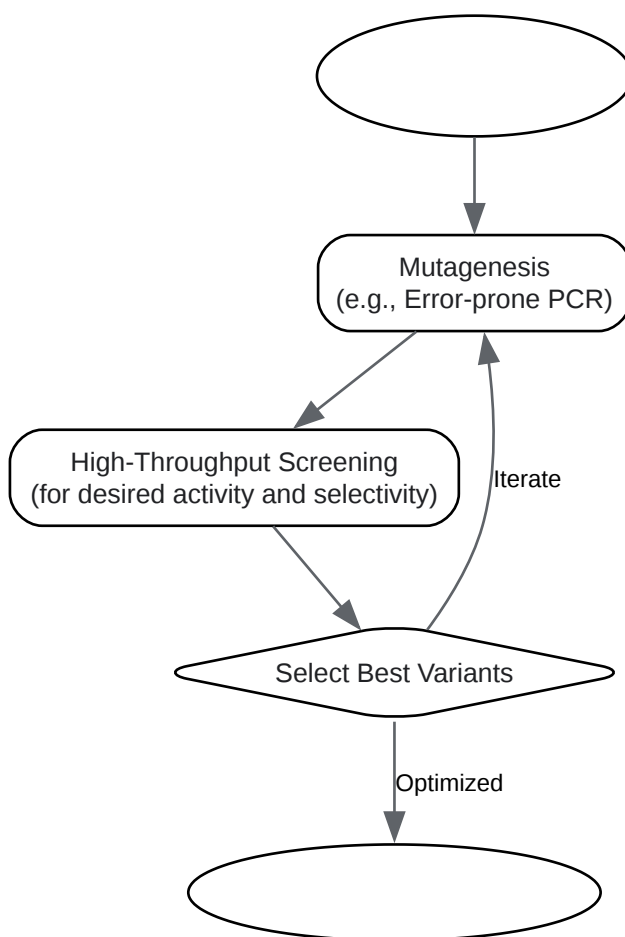 Mutagenesis
(e.g., Error-prone PCR)
High-Throughput Screening
(for desired activity and selectivity)
Iterate
Select Best Variants
Optimized